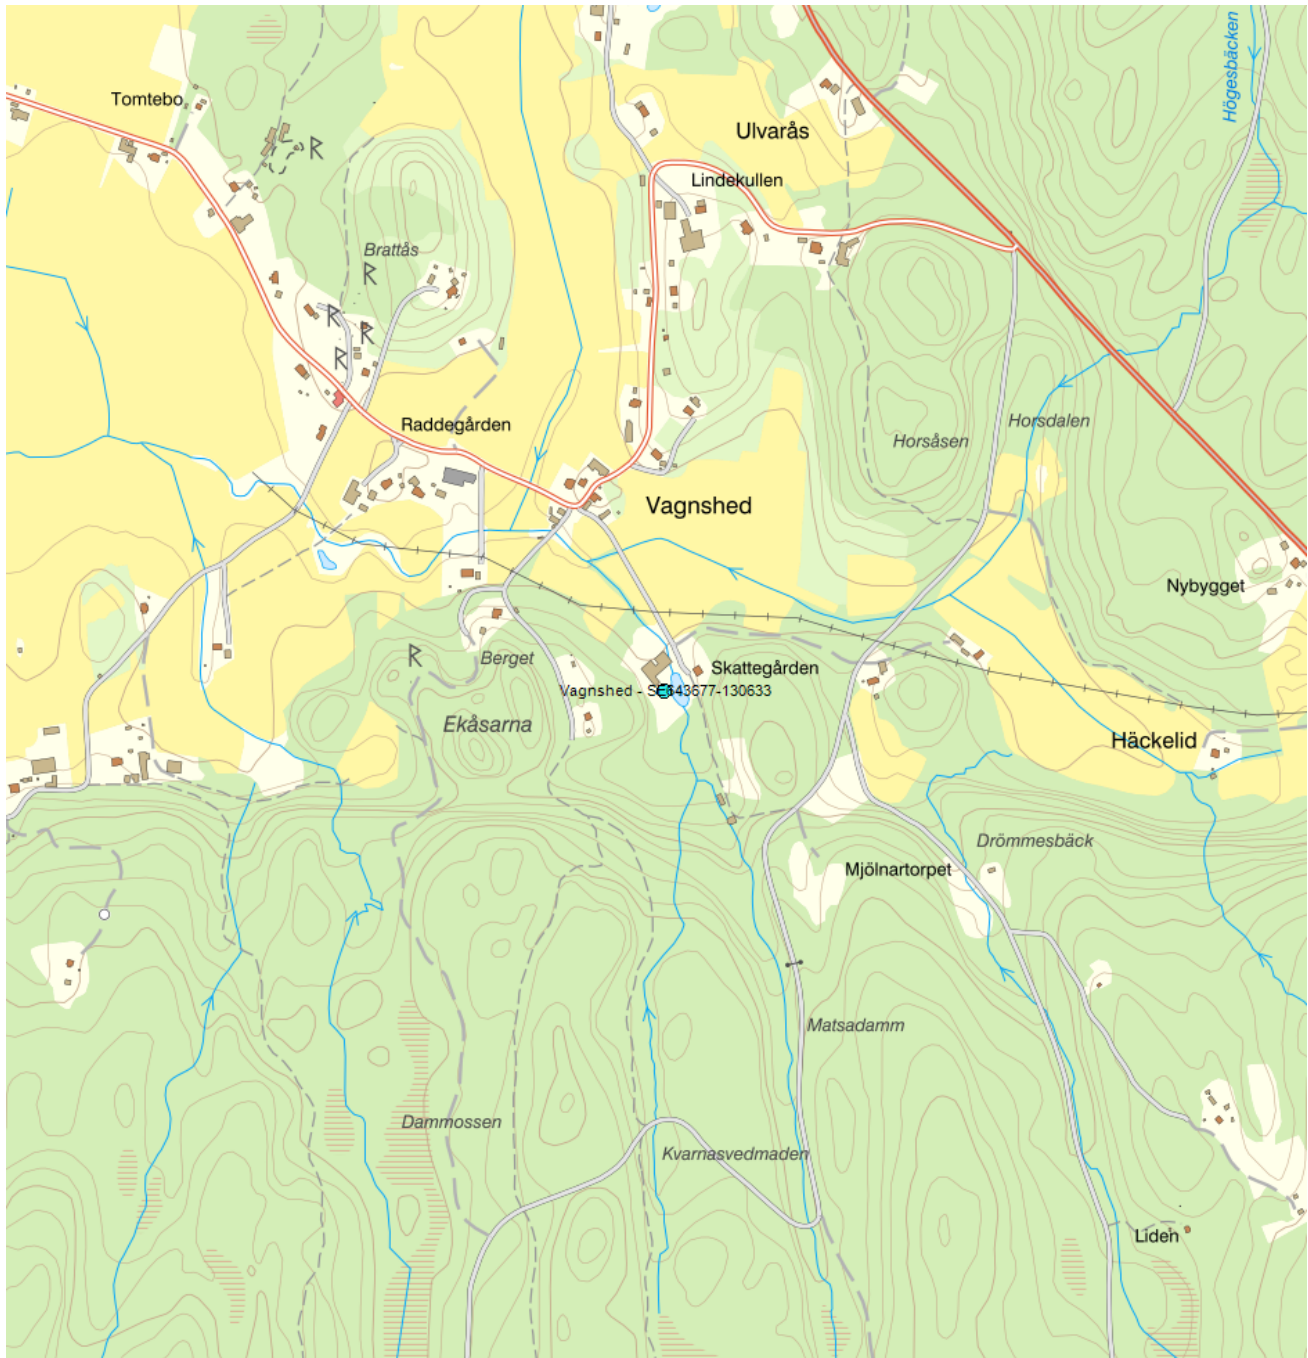 Högesbäcken
Tomtebo
Ulvarås
Lindekullen
Brattås
Raddegården
Horsåsen
Horsdalen
Vagnshed
Nybygget
Berget
Skattegården
Vagnshed - SE643677-130633
Ekåsarna
Häckelid
Drömmesbäck
Mjölnartorpet
Matsadamm
Dammossen
Kvarnasvedmaden
Liden